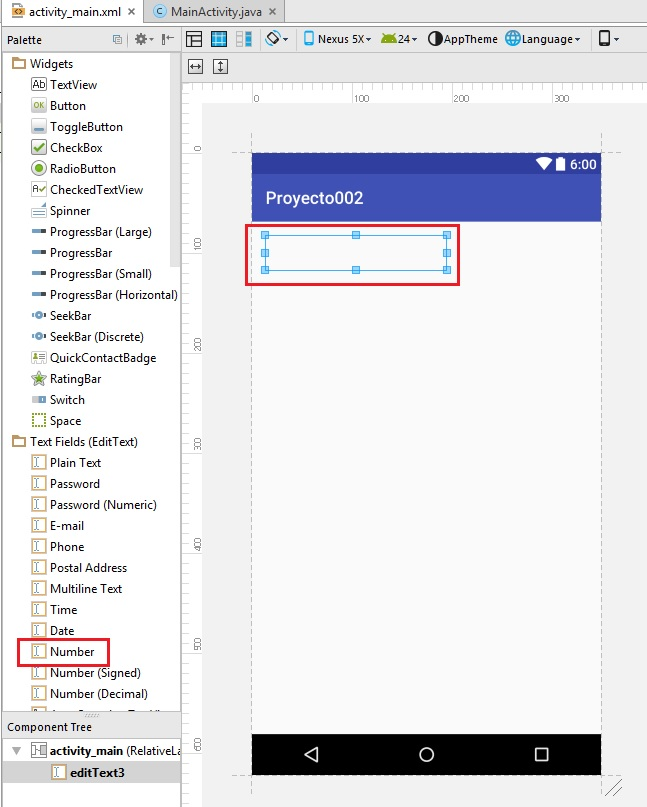 activity_main.xml
MainActivity.java
Palette
Nexus 5X
24
AppTheme
Language
Widgets
Ab TextView
OK Button
ToggleButton
CheckBox
RadioButton
CheckedTextView
Spinner
ProgressBar (Large)
ProgressBar
ProgressBar (Small)
ProgressBar (Horizontal)
SeekBar
SeekBar (Discrete)
QuickContactBadge
RatingBar
Switch
Space
Text Fields (EditText)
Plain Text
Password
Password (Numeric)
E-mail
Phone
Postal Address
Multiline Text
Time
Date
Number
Number (Signed)
Number (Decimal)
Component Tree
activity_main (RelativeLa
editText3
0 100 200 300
0
100
200
300
400
500
600
6:00
Proyecto002